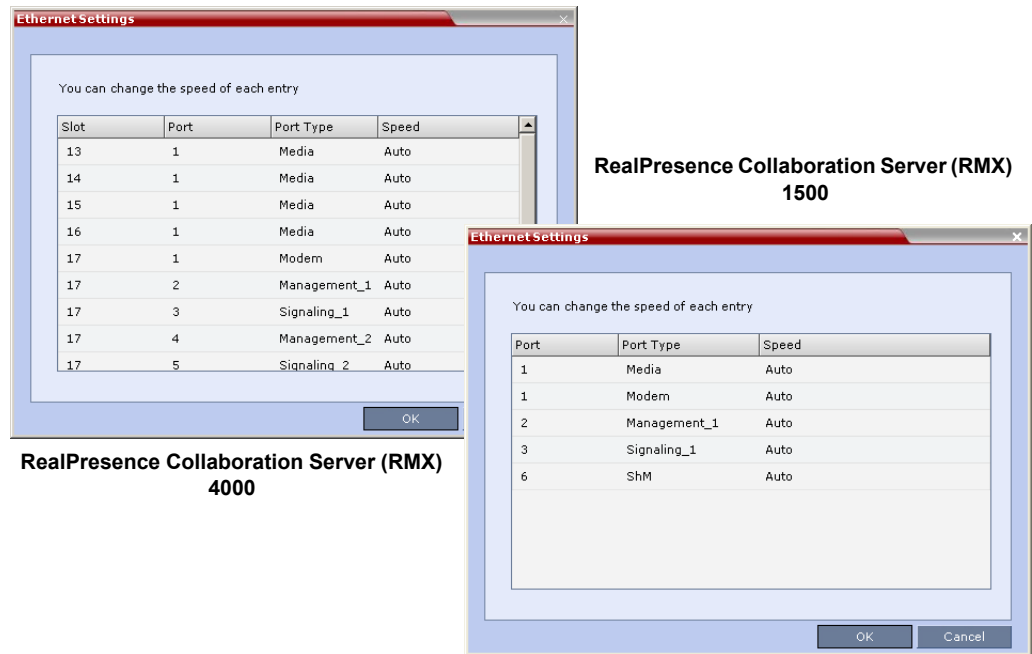 Ethernet Settings
You can change the speed of each entry
Slot Port Port Type Speed
13 1 Media Auto
14 1 Media Auto
15 1 Media Auto
16 1 Media Auto
17 1 Modem Auto
17 2 Management_1 Auto
17 3 Signaling_1 Auto
17 4 Management_2 Auto
17 5 Signaling_2 Auto
OK
RealPresence Collaboration Server (RMX)
4000
RealPresence Collaboration Server (RMX)
1500
Ethernet Settings
You can change the speed of each entry
Port Port Type Speed
1 Media Auto
1 Modem Auto
2 Management_1 Auto
3 Signaling_1 Auto
6 ShM Auto
OK Cancel